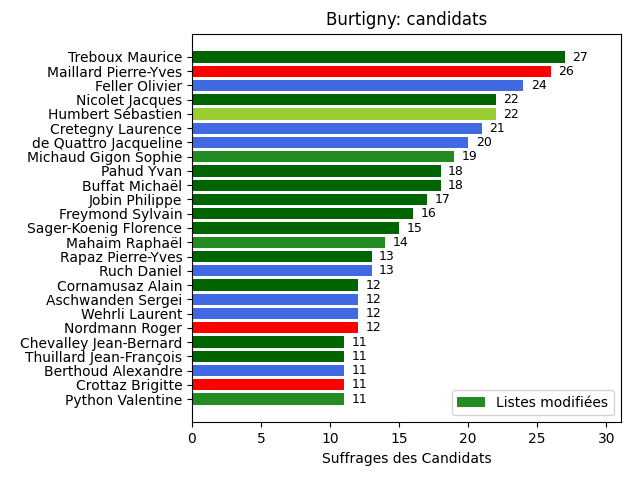 Burtigny: candidats
Treboux Maurice 27
Maillard Pierre-Yves 26
Feller Olivier 24
Nicolet Jacques 22
Humbert Sébastien 22
Cretegny Laurence 21
de Quattro Jacqueline 20
Michaud Gigon Sophie 19
Pahud Yvan 18
Buffat Michaël 18
Jobin Philippe 17
Freymond Sylvain 16
Sager-Koenig Florence 15
Mahaim Raphaël 14
Rapaz Pierre-Yves 13
Ruch Daniel 13
Cornamusaz Alain 12
Aschwanden Sergei 12
Wehrli Laurent 12
Nordmann Roger 12
Chevalley Jean-Bernard 11
Thuillard Jean-François 11
Berthoud Alexandre 11
Crottaz Brigitte 11
Python Valentine 11
Listes modifiées
0 5 10 15 20 25 30
Suffrages des Candidats